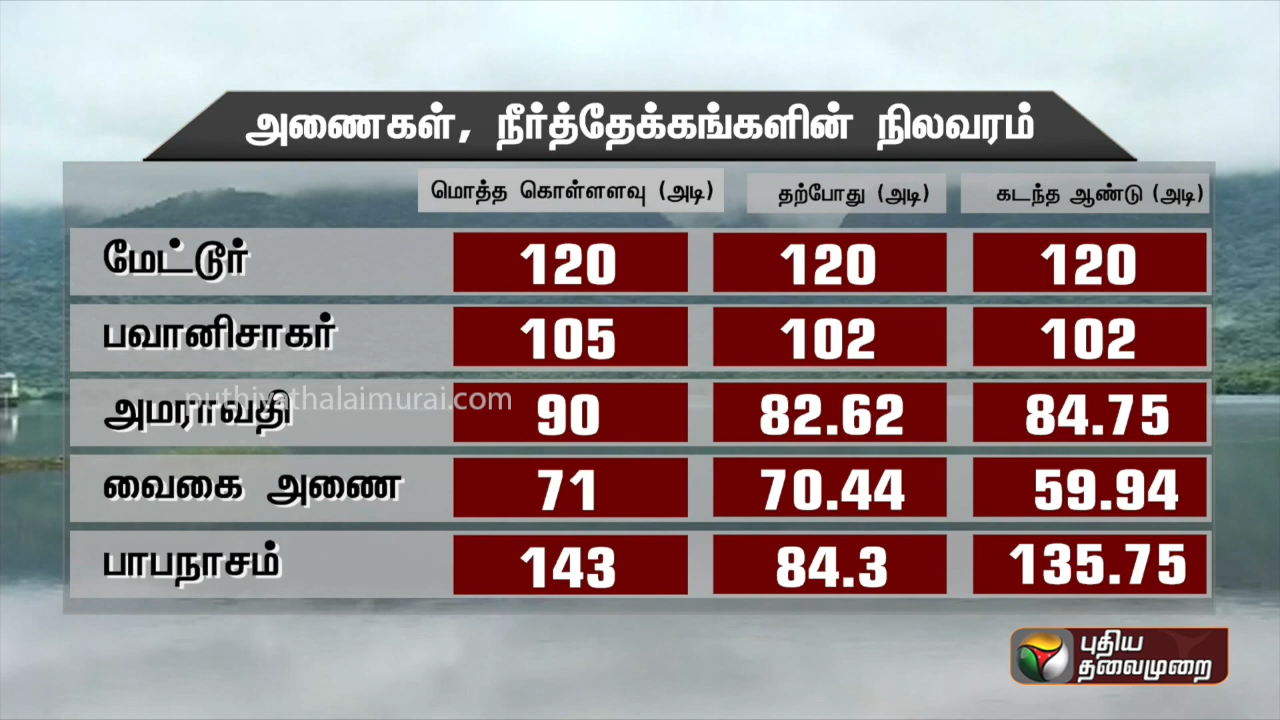 அணைகள், நீர்த்தேக்கங்களின் நிலவரம்
மொத்த கொள்ளளவு (அடி) தற்போது (அடி) கடந்த ஆண்டு (அடி)
மேட்டூர் 120 120 120
பவானிசாகர் 105 102 102
puthiyathalaimurai.com
அமராவதி 90 82.62 84.75
வைகை அணை 71 70.44 59.94
பாபநாசம் 143 84.3 135.75
புதிய
தலைமுறை